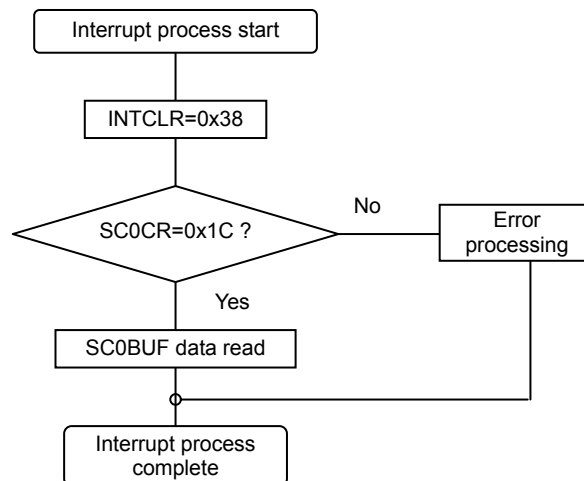 Interrupt process start
INTCLR=0x38
SC0CR=0x1C ?
No
Error
processing
Yes
SC0BUF data read
Interrupt process
complete